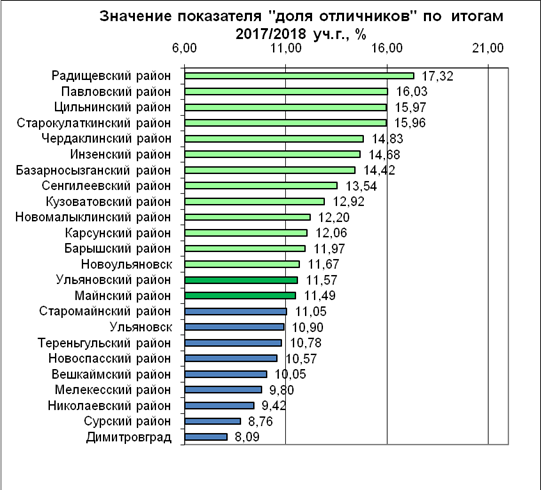 Значение показателя "доля отличников" по итогам
2017/2018 уч.г., %
6,00 11,00 16,00 21,00
Радищевский район 17,32
Павловский район 16,03
Цильнинский район 15,97
Старокулаткинский район 15,96
Чердаклинский район 14,83
Инзенский район 14,68
Базарносызганский район 14,42
Сенгилеевский район 13,54
Кузоватовский район 12,92
Новомалыклинский район 12,20
Карсунский район 12,06
Барышский район 11,97
Новоульяновск 11,67
Ульяновский район 11,57
Майнский район 11,49
Старомайнский район 11,05
Ульяновск 10,90
Тереньгульский район 10,78
Новоспасский район 10,57
Вешкаймский район 10,05
Мелекесский район 9,80
Николаевский район 9,42
Сурский район 8,76
Димитровград 8,09